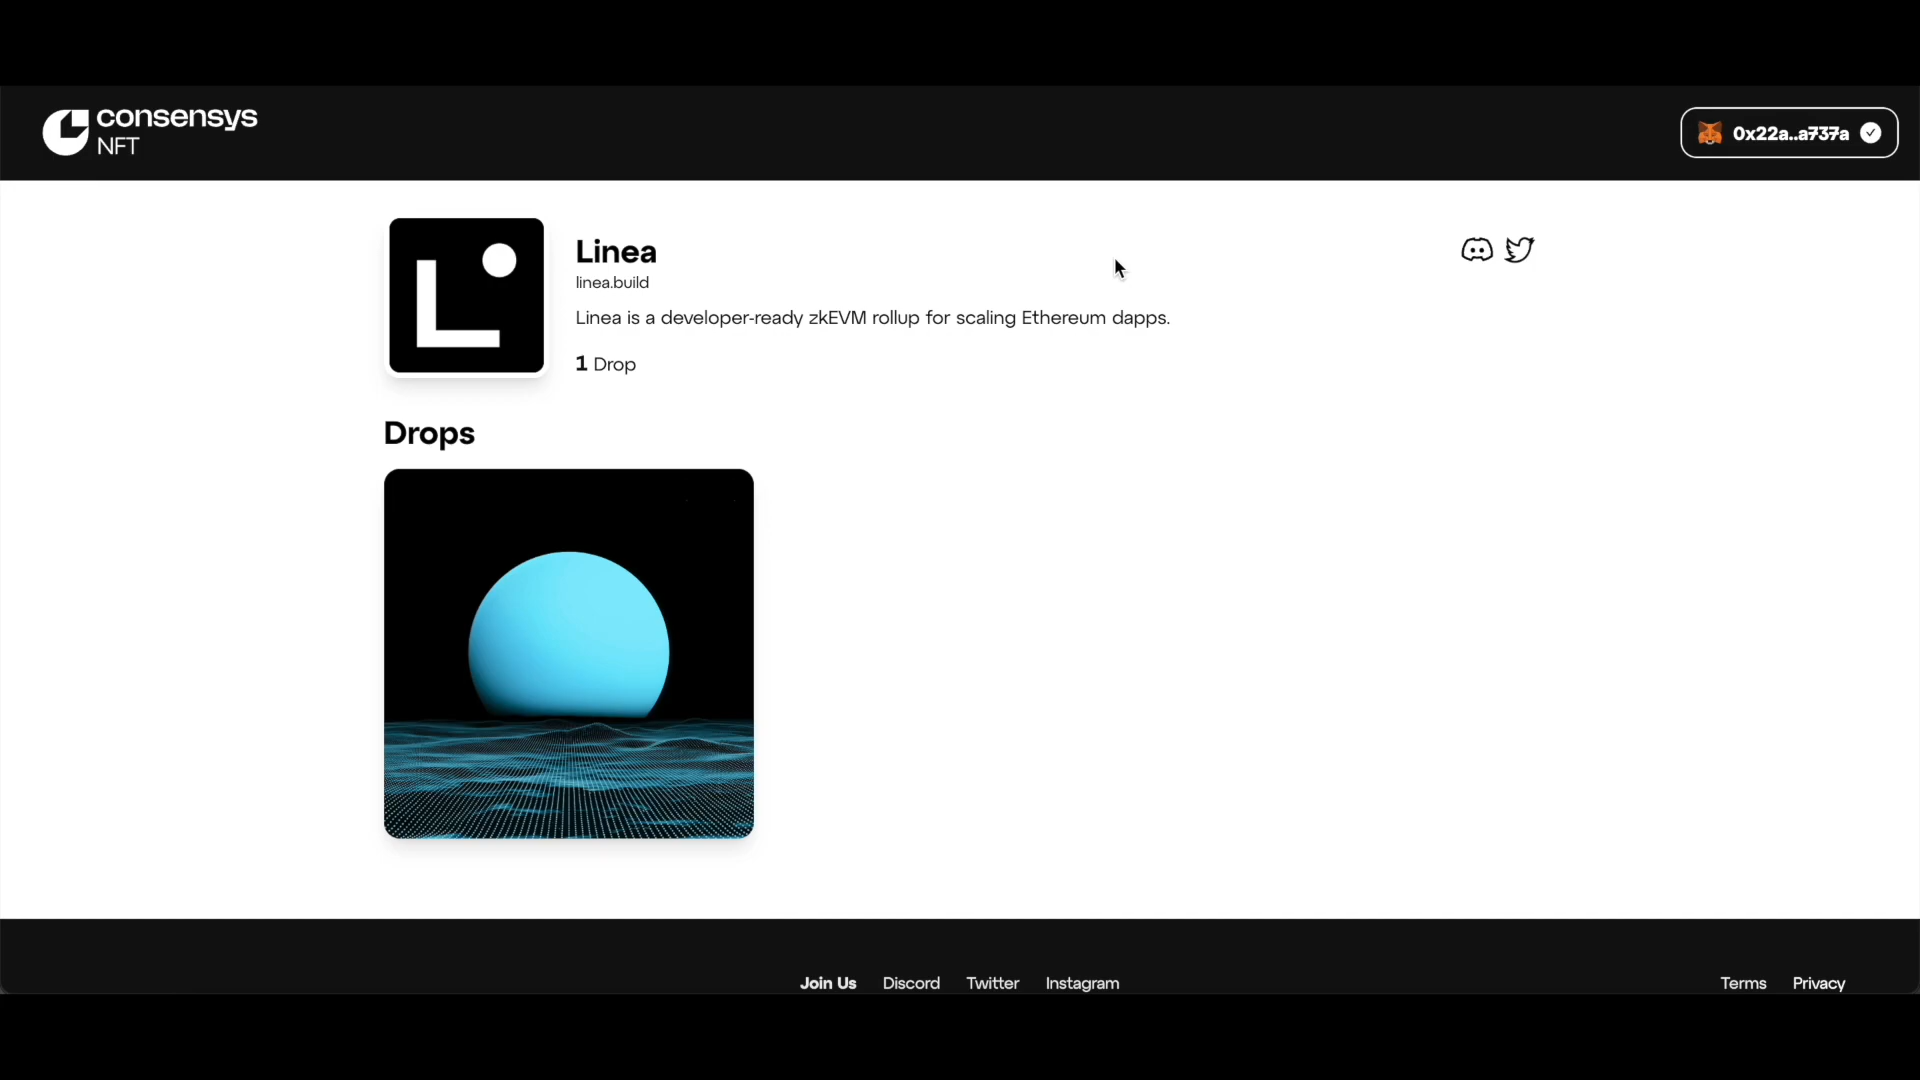 consensys
NFT
0x22a..a737a
Linea
linea.build
Linea is a developer-ready zkEVM rollup for scaling Ethereum dapps.
1 Drop
Drops
Join Us Discord Twitter Instagram
Terms Privacy